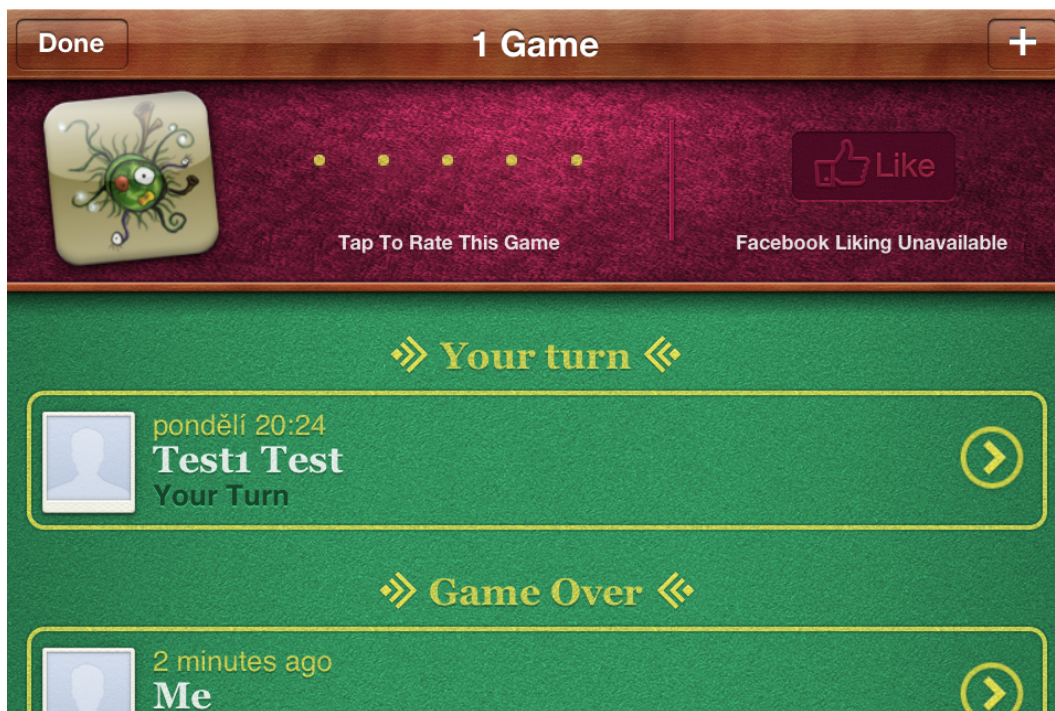 Done
1 Game
+
Like
Tap To Rate This Game
Facebook Liking Unavailable
Your turn
pondělí 20:24
Test1 Test
Your Turn
Game Over
2 minutes ago
Me